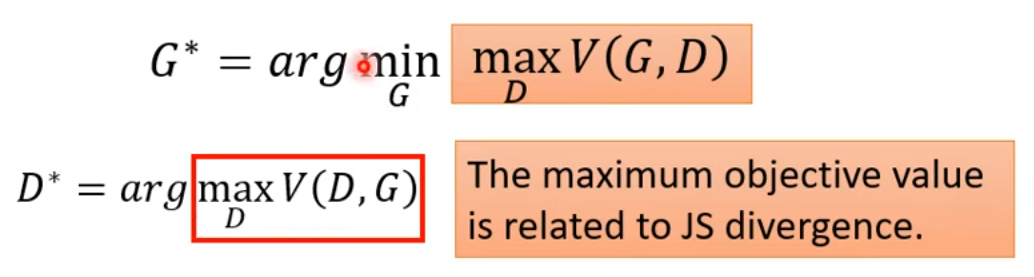 G* = arg min G max D V(G, D)
D* = arg max D V(D, G)
The maximum objective value
is related to JS divergence.